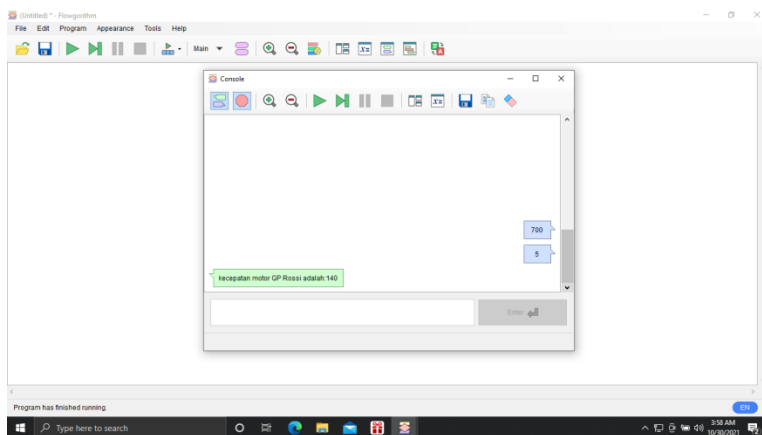 (Untitled) * - Flowgorithm
File Edit Program Appearance Tools Help
Main
Console
700
5
kecepatan motor GP Rossi adalah:140
Enter
Program has finished running.
EN
Type here to search
3:58 AM
10/30/2021